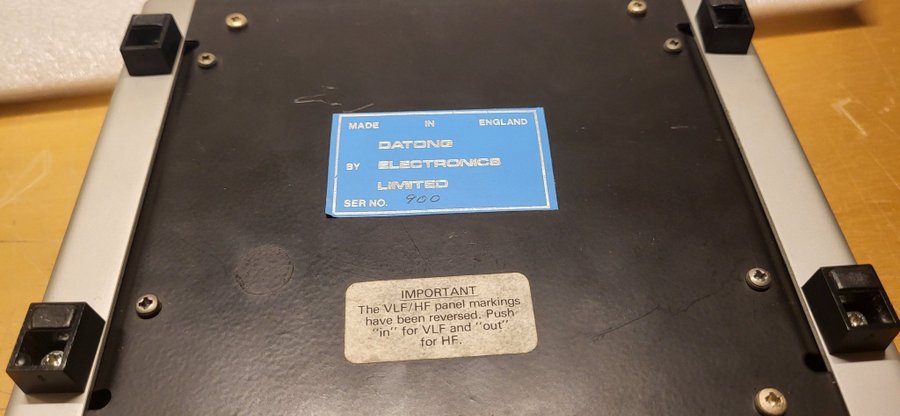 MADE IN ENGLAND
DATONG
BY ELECTRONICS
LIMITED
SER NO. 900
IMPORTANT
The VLF/HF panel markings
have been reversed. Push
"in" for VLF and "out"
for HF.